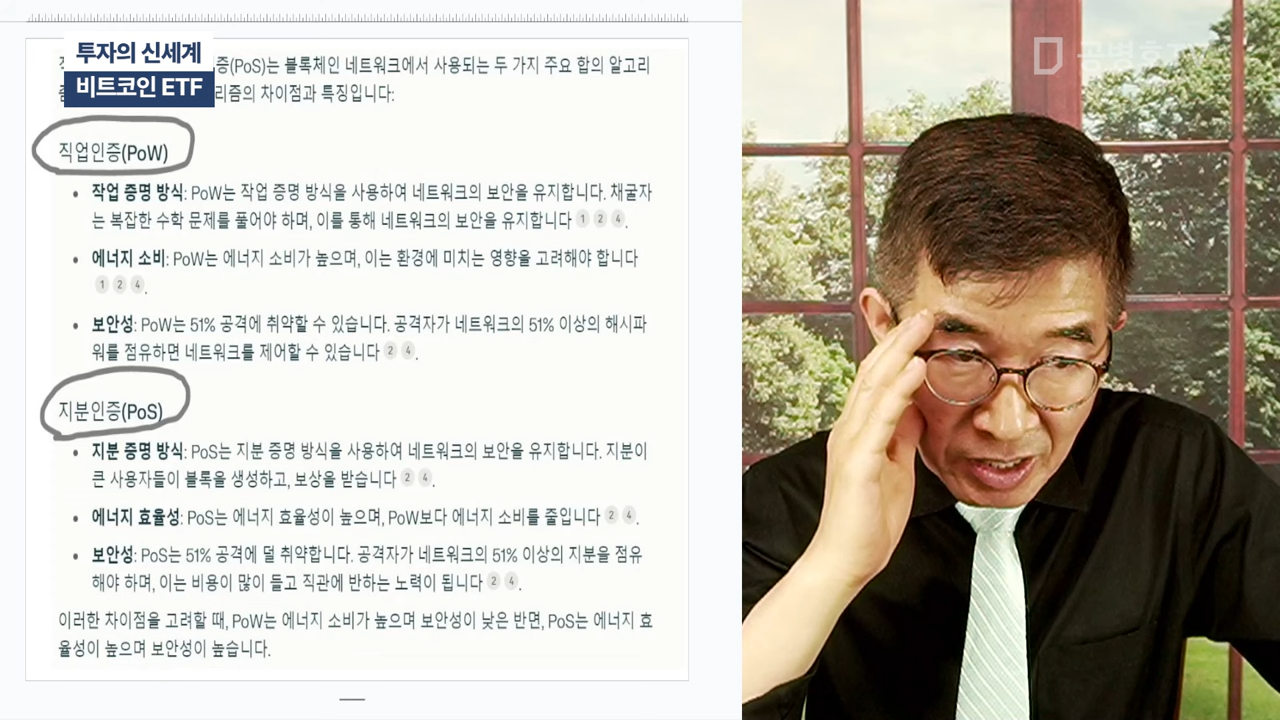 투자의 신세계
비트코인 ETF
증(PoS)는 블록체인 네트워크에서 사용되는 두 가지 주요 합의 알고리
리즘의 차이점과 특징입니다:
직업인증(PoW)
• 작업 증명 방식: PoW는 작업 증명 방식을 사용하여 네트워크의 보안을 유지합니다. 채굴자
는 복잡한 수학 문제를 풀어야 하며, 이를 통해 네트워크의 보안을 유지합니다 1 2 4 .
• 에너지 소비: PoW는 에너지 소비가 높으며, 이는 환경에 미치는 영향을 고려해야 합니다
1 2 4 .
• 보안성: PoW는 51% 공격에 취약할 수 있습니다. 공격자가 네트워크의 51% 이상의 해시파
워를 점유하면 네트워크를 제어할 수 있습니다 2 4 .
지분인증(PoS)
• 지분 증명 방식: PoS는 지분 증명 방식을 사용하여 네트워크의 보안을 유지합니다. 지분이
큰 사용자들이 블록을 생성하고, 보상을 받습니다 2 4 .
• 에너지 효율성: PoS는 에너지 효율성이 높으며, PoW보다 에너지 소비를 줄입니다 2 4 .
• 보안성: PoS는 51% 공격에 덜 취약합니다. 공격자가 네트워크의 51% 이상의 지분을 점유
해야 하며, 이는 비용이 많이 들고 직관에 반하는 노력이 됩니다 2 4 .
이러한 차이점을 고려할 때, PoW는 에너지 소비가 높으며 보안성이 낮은 반면, PoS는 에너지 효
율성이 높으며 보안성이 높습니다.